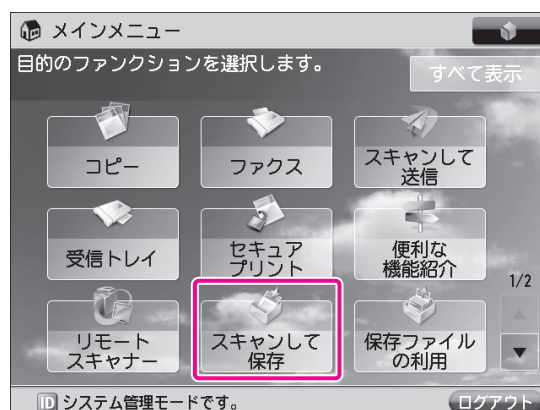 メインメニュー
目的のファンクションを選択します。
すべて表示
コピー
ファクス
スキャンして
送信
受信トレイ
セキュア
プリント
便利な
機能紹介
1/2
リモート
スキャナー
スキャンして
保存
保存ファイル
の利用
ID システム管理モードです。
ログアウト